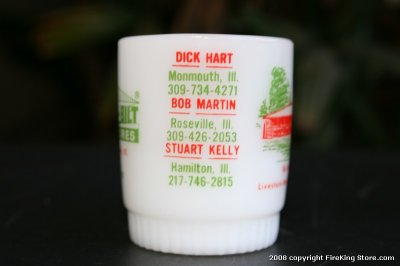 DICK HART
Monmouth, Ill.
309-734-4271
BOB MARTIN
Roseville, Ill.
309-426-2053
STUART KELLY
Hamilton, Ill.
217-746-2815
2008 copyright FireKing Store.com